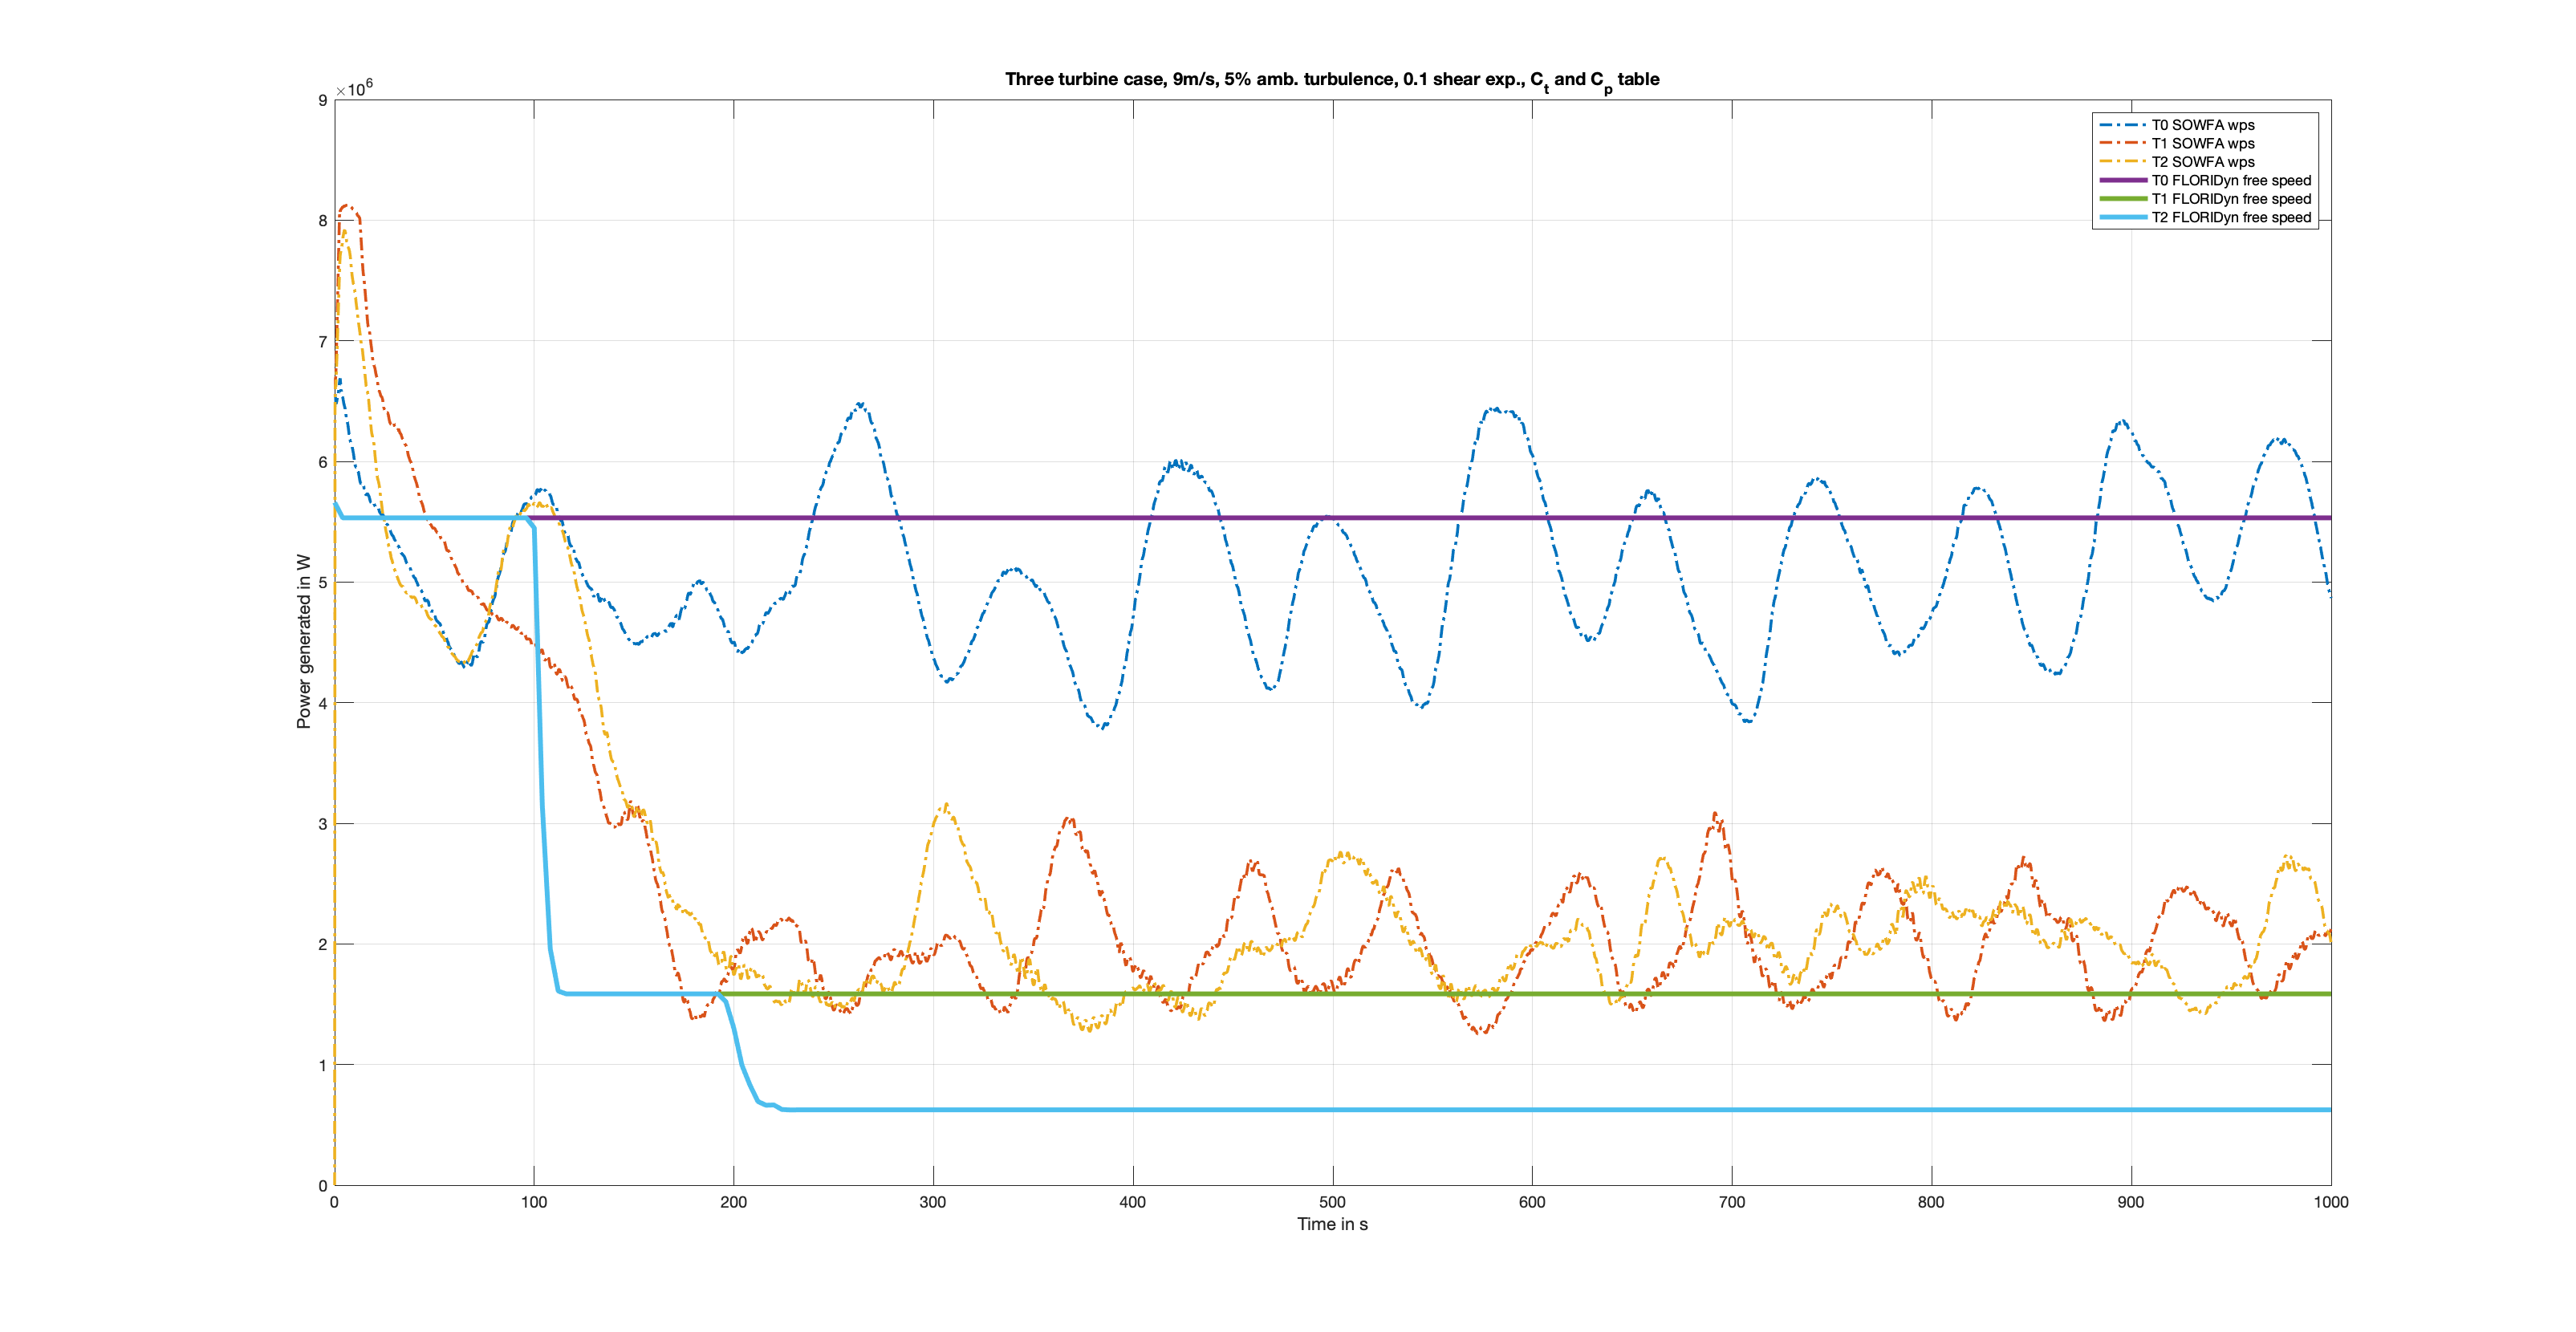 Three turbine case, 9m/s, 5% amb. turbulence, 0.1 shear exp., Ct and Cp table
×10^6
9
8
7
6
5
4
3
2
1
0
Power generated in W
T0 SOWFA wps
T1 SOWFA wps
T2 SOWFA wps
T0 FLORIDyn free speed
T1 FLORIDyn free speed
T2 FLORIDyn free speed
0 100 200 300 400 500 600 700 800 900 1000
Time in s